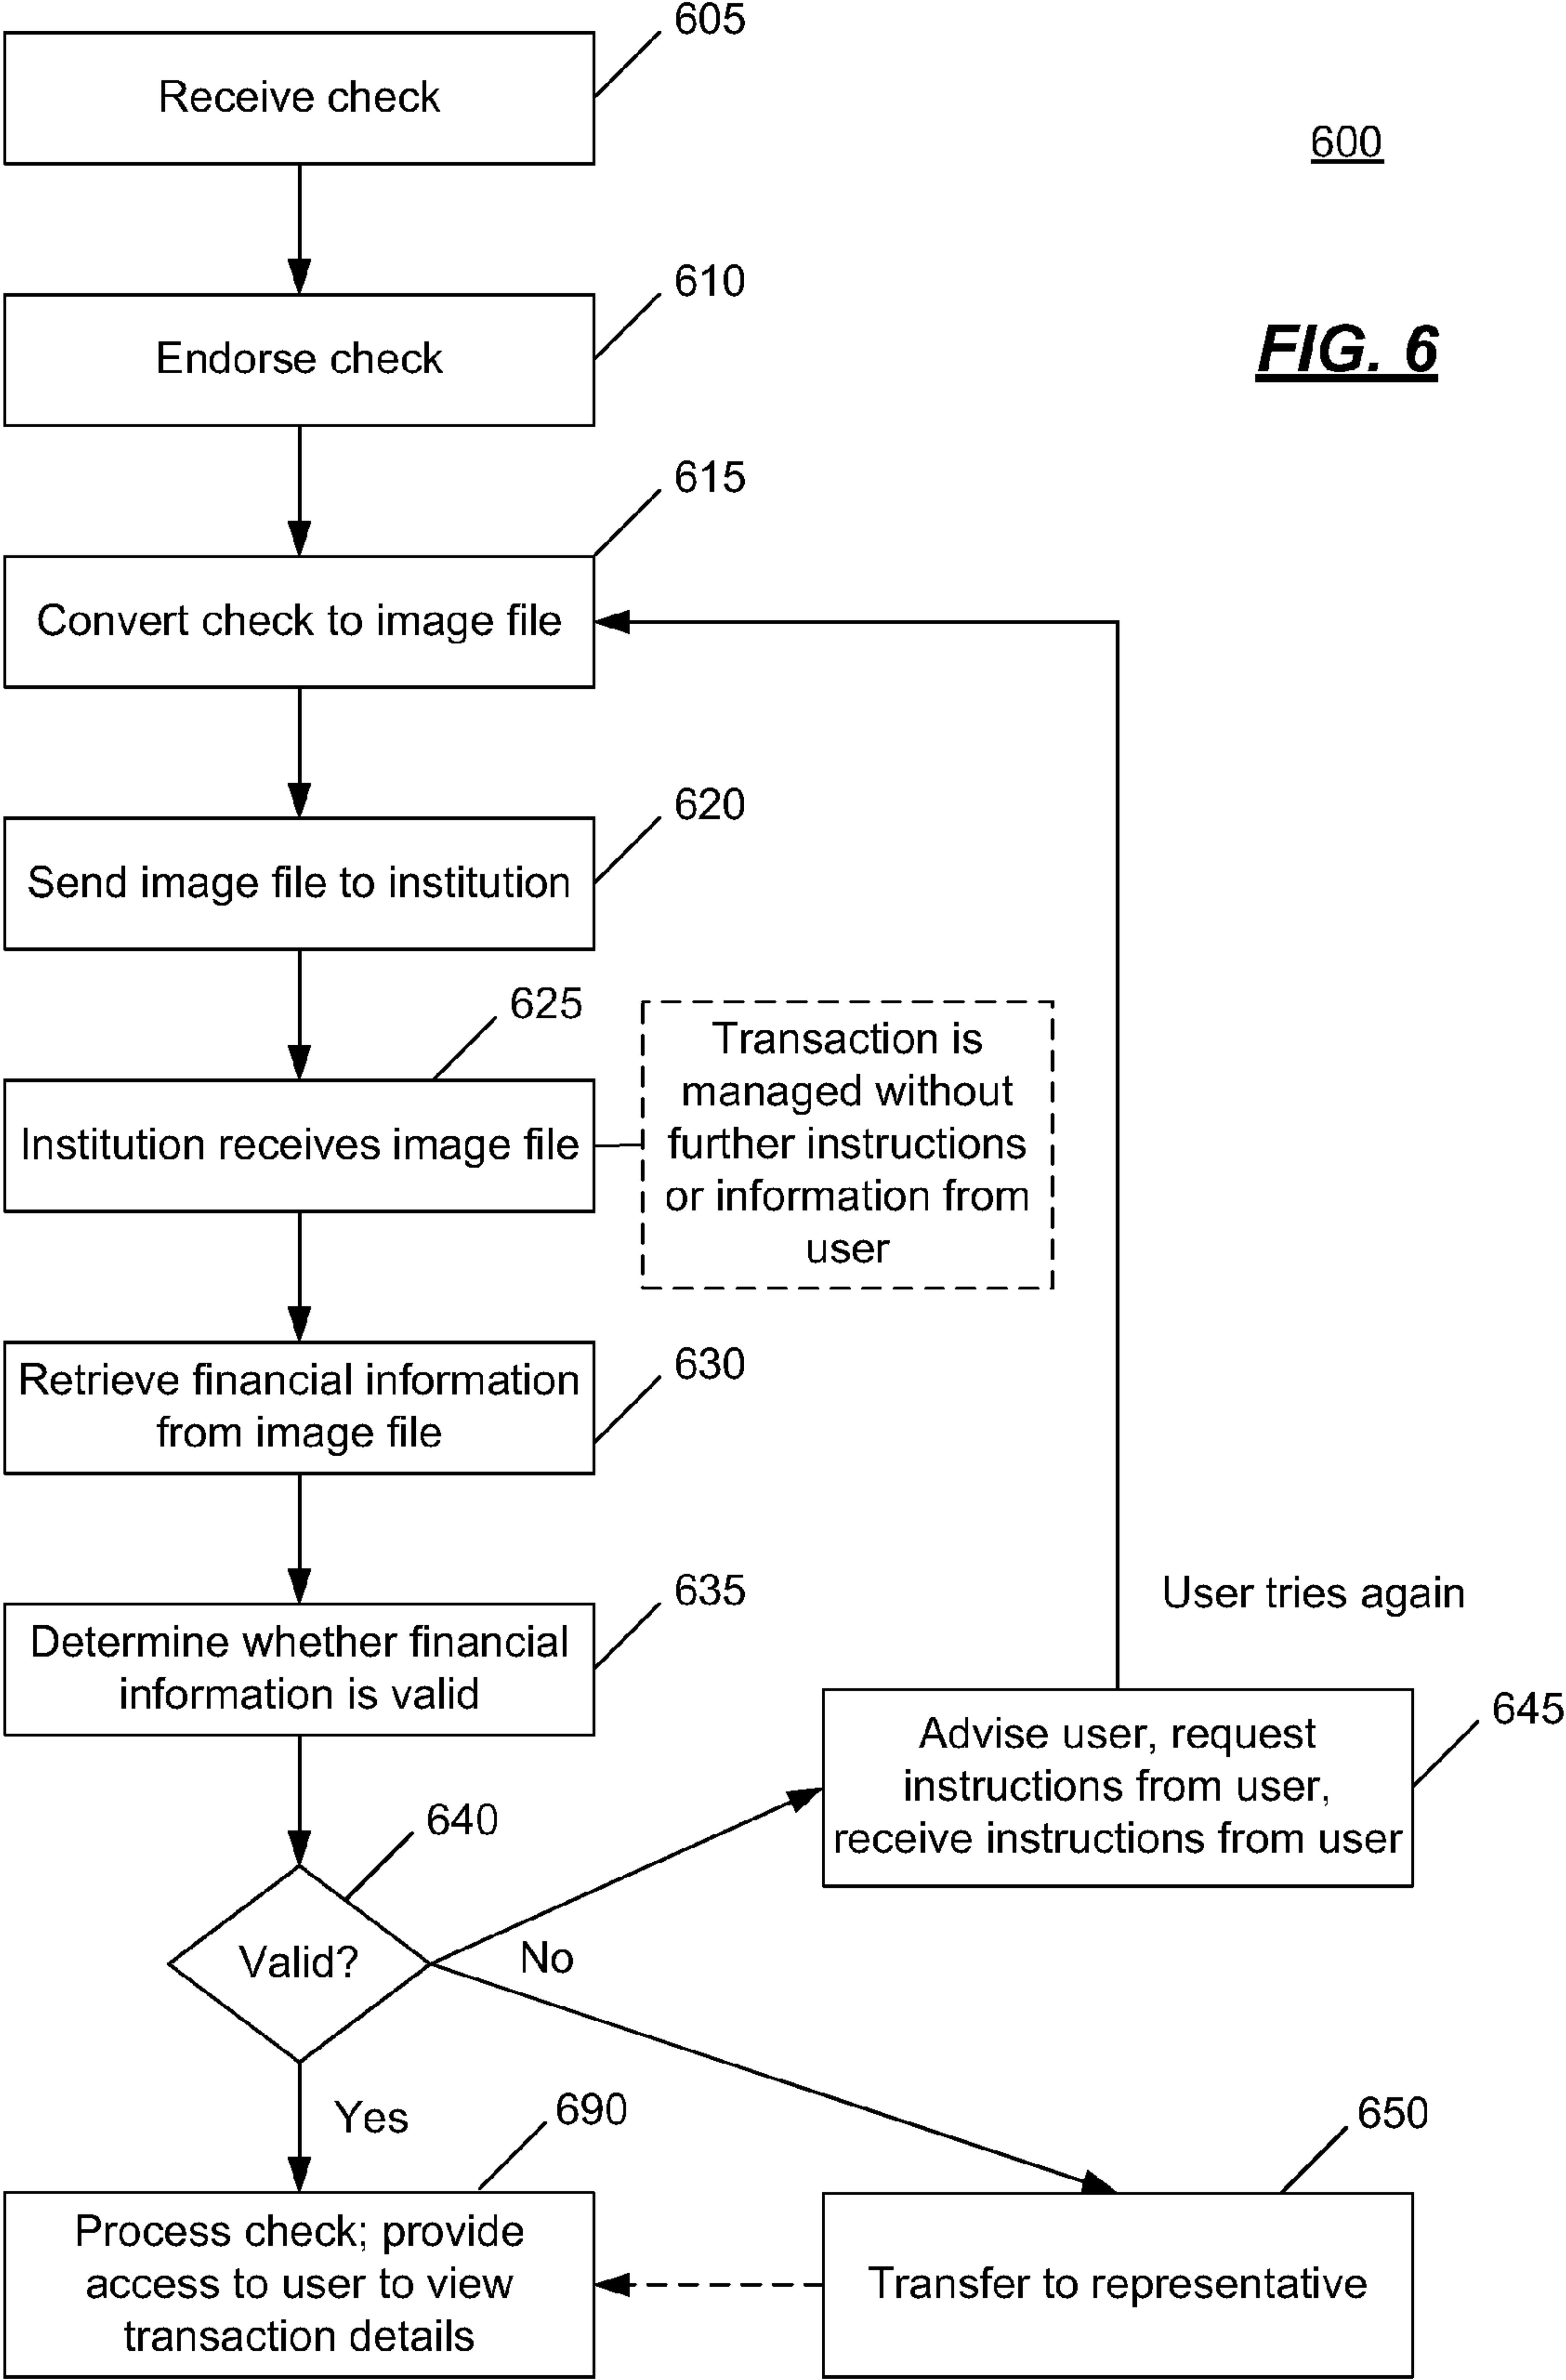 605
Receive check
600
610
Endorse check
FIG. 6
615
Convert check to image file
620
Send image file to institution
625
Institution receives image file
Transaction is
managed without
further instructions
or information from
user
630
Retrieve financial information
from image file
635
Determine whether financial
information is valid
User tries again
645
Advise user, request
instructions from user,
receive instructions from user
640
Valid?
No
Yes
690
Process check; provide
access to user to view
transaction details
650
Transfer to representative